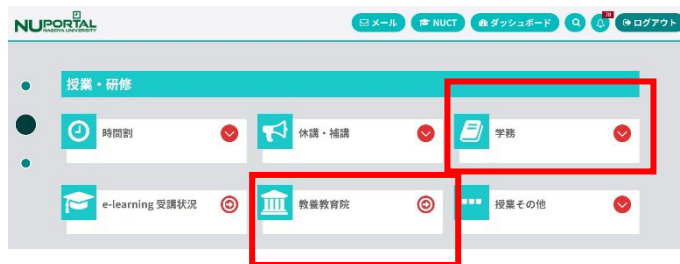 NUPORTAL
NAGOYA UNIVERSITY
メール
NUCT
ダッシュボード
28
ログアウト
授業・研修
時間割
休講・補講
学務
e-learning 受講状況
教養教育院
授業その他